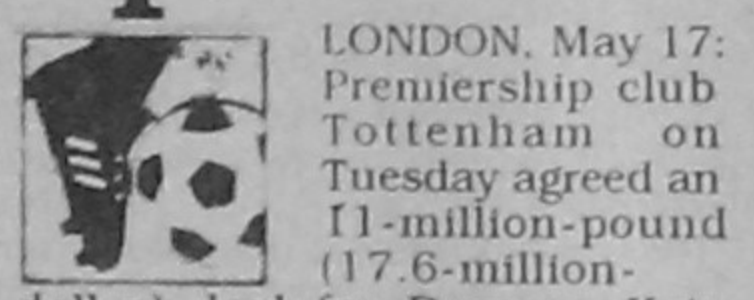 LONDON, May 17:
Premiership club
Tottenham on
Tuesday agreed an
11-million-pound
(17.6-million-